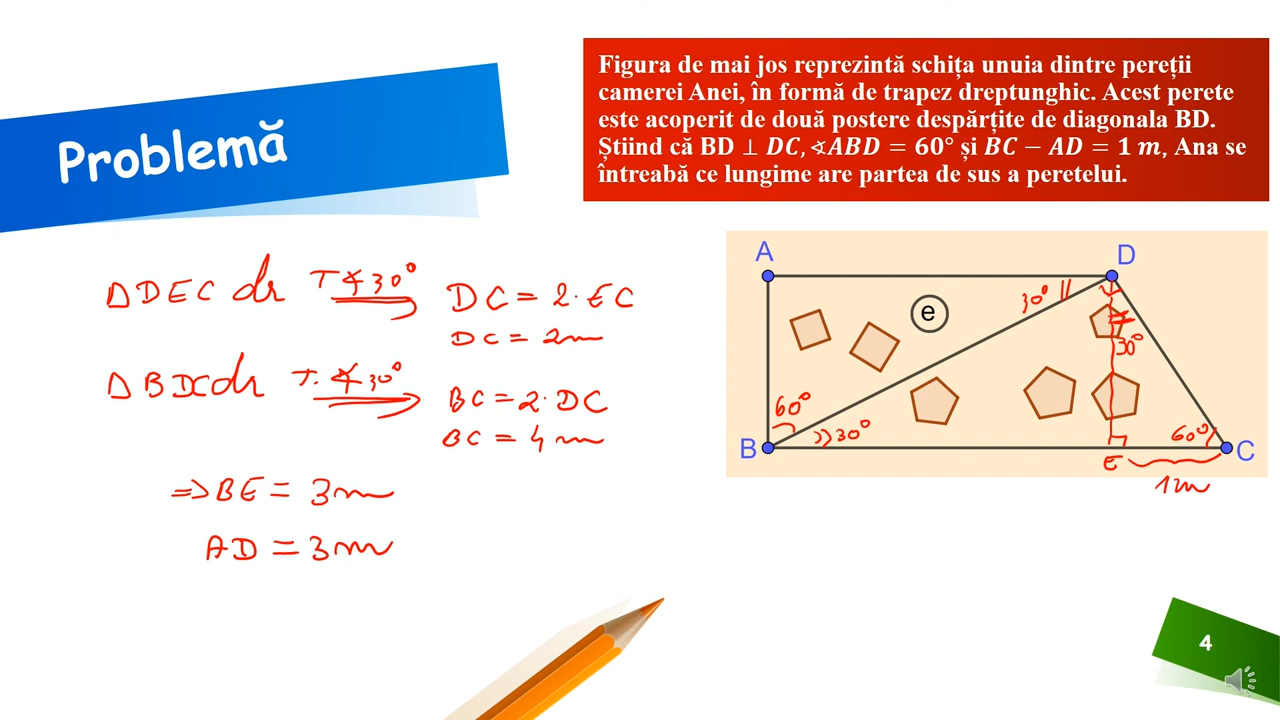 Problemă
Figura de mai jos reprezintă schița unuia dintre pereții
camerei Anei, în formă de trapez dreptunghic. Acest perete
este acoperit de două postere despărțite de diagonala BD.
Știind că BD ⊥ DC, ∢ABD = 60° și BC − AD = 1 m, Ana se
întreabă ce lungime are partea de sus a peretelui.
△DEC dr T∢30° ⟹ DC = 2·EC
DC = 2m
△BDC dr T.∢30° ⟹ BC = 2·DC
BC = 4m
⇒ BE = 3m
AD = 3m
A
D
30°
e
30°
60°
30°
60°
B
E
C
1m
4